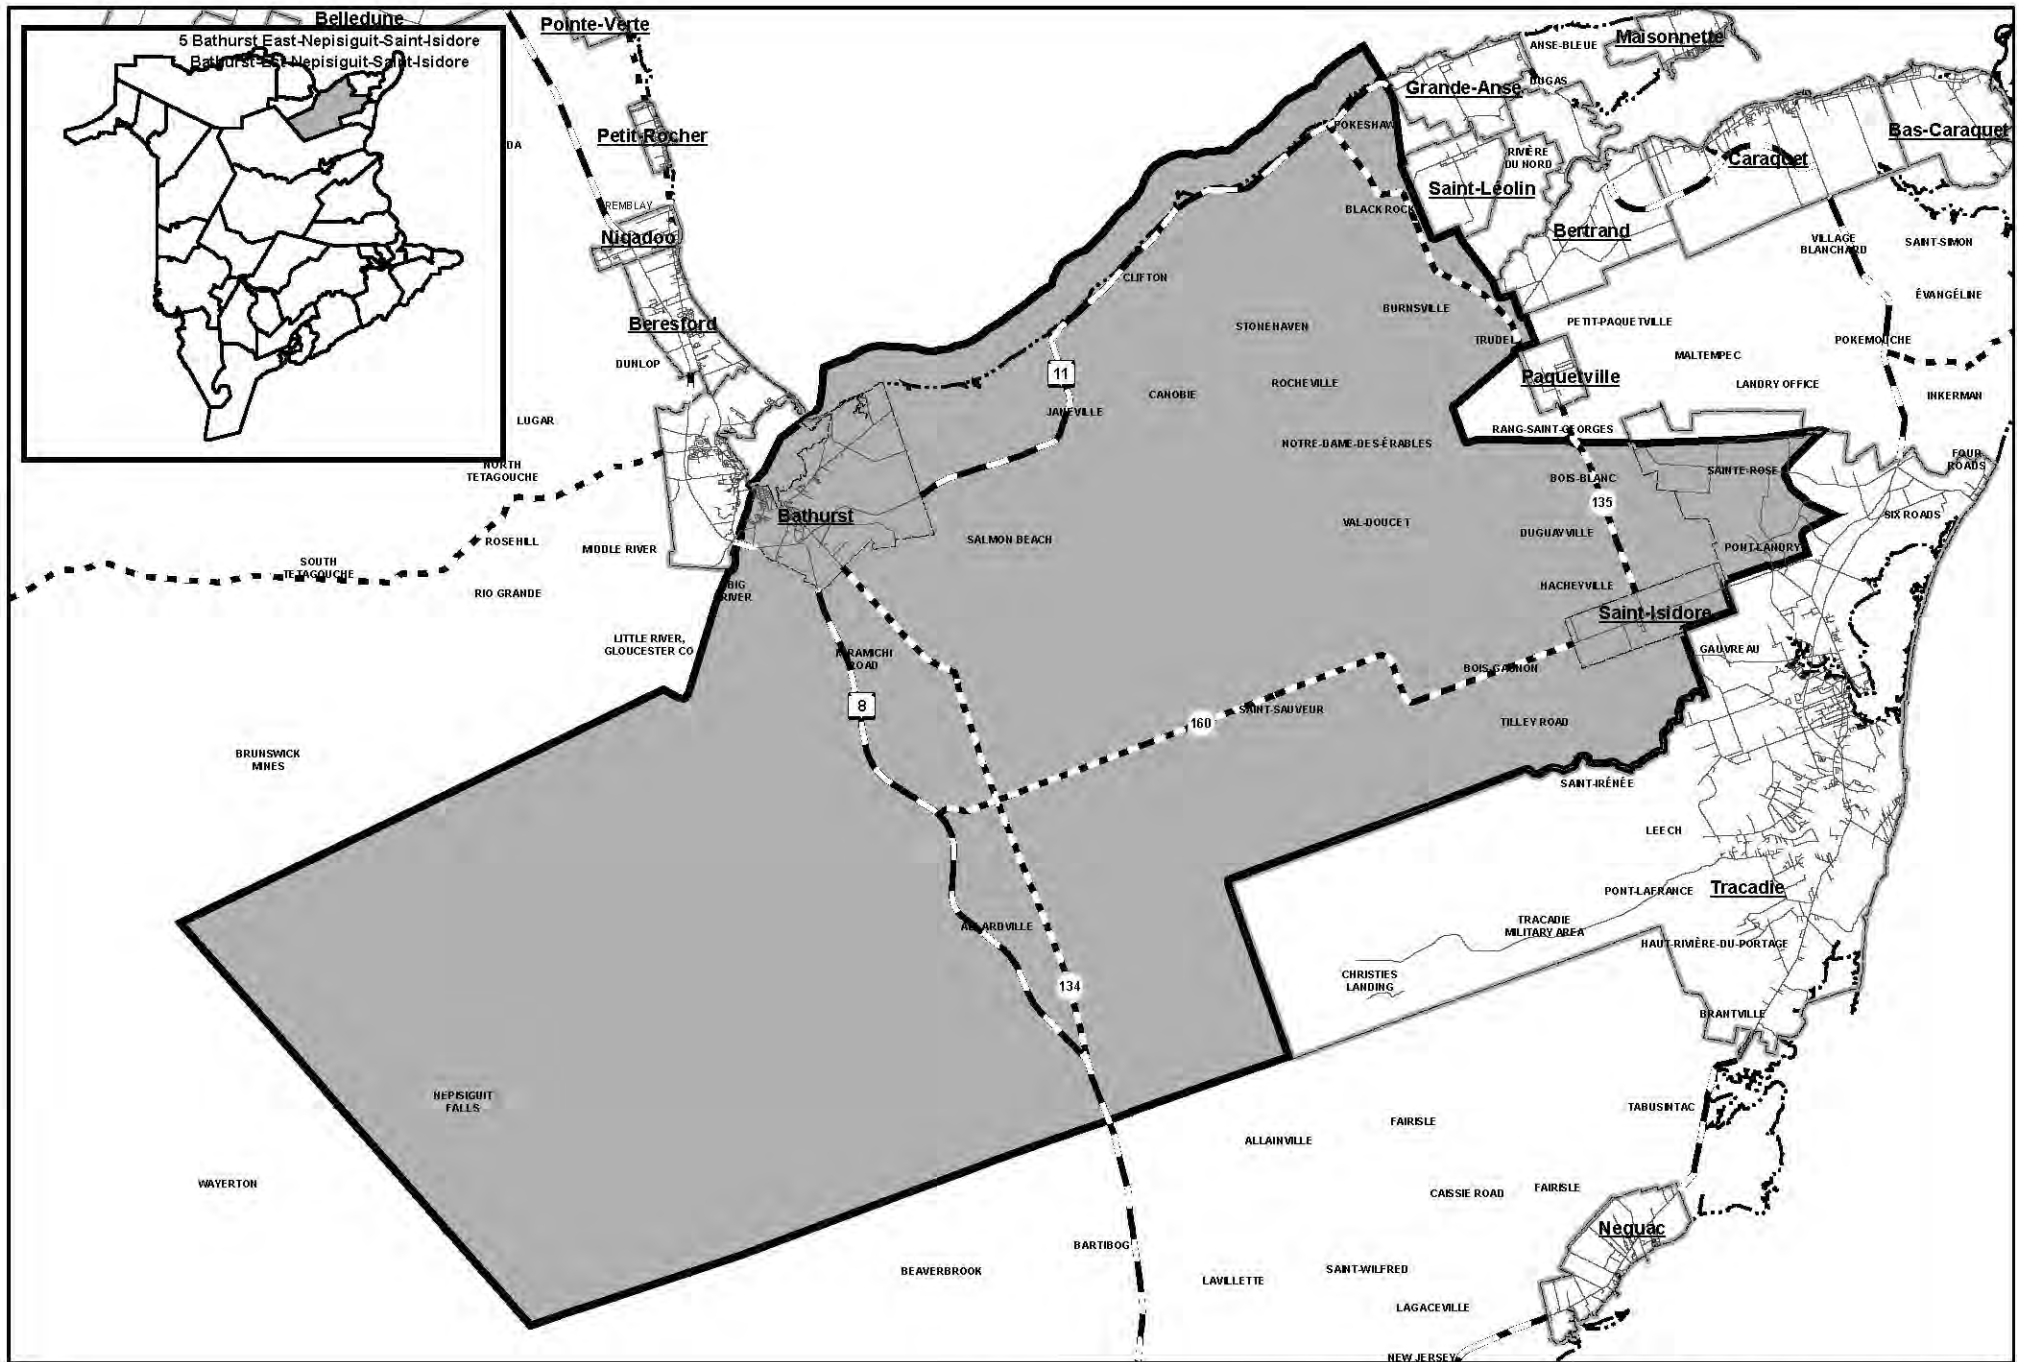 Belledune
5 Bathurst East-Nepisiguit-Saint-Isidore
Bathurst-Est-Nepisiguit-Saint-Isidore
Pointe-Verte
Petit-Rocher
DA
REMBLAY
Nigadoo
Beresford
DUNLOP
LUGAR
NORTH
TETAGOUCHE
ROSEHILL
MIDDLE RIVER
SOUTH
TETAGOUCHE
RIO GRANDE
LITTLE RIVER,
GLOUCESTER CO
BRUNSWICK
MINES
WAYERTON
NEPISIGUIT
FALLS
Bathurst
BIG
RIVER
MIRAMICHI
ROAD
8
ALLARDVILLE
134
160
SAINT-SAUVEUR
SALMON BEACH
JANEVILLE
11
CLIFTON
CANOBIE
STONEHAVEN
ROCHEVILLE
NOTRE-DAME-DES-ÉRABLES
VAL-DOUCET
POKESHAW
BLACK ROCK
BURNSVILLE
TRUDEL
Grande-Anse
ANSE-BLEUE
Maisonnette
DUGAS
RIVIÈRE
DU NORD
Saint-Léolin
Bertrand
Caraquet
Bas-Caraquet
VILLAGE
BLANCHARD
SAINT-SIMON
ÉVANGÉLINE
PETIT-PAQUETVILLE
MALTEMPEC
POKEMOUCHE
Paquetville
LANDRY OFFICE
INKERMAN
RANG-SAINT-GEORGES
FOUR
ROADS
BOIS-BLANC
SAINTE-ROSE
135
SIX ROADS
DUGUAYVILLE
PONT-LANDRY
HACHEYVILLE
Saint-Isidore
GAUVREAU
BOIS-GAGNON
TILLEY ROAD
SAINT-IRÉNÉE
LEECH
PONT-LAFRANCE
Tracadie
TRACADIE
MILITARY AREA
HAUT-RIVIÈRE-DU-PORTAGE
CHRISTIES
LANDING
BRANTVILLE
TABUSINTAC
FAIRISLE
ALLAINVILLE
CAISSIE ROAD
FAIRISLE
Neguac
BARTIBOG
BEAVERBROOK
LAVILLETTE
SAINT-WILFRED
LAGACEVILLE
NEW JERSEY